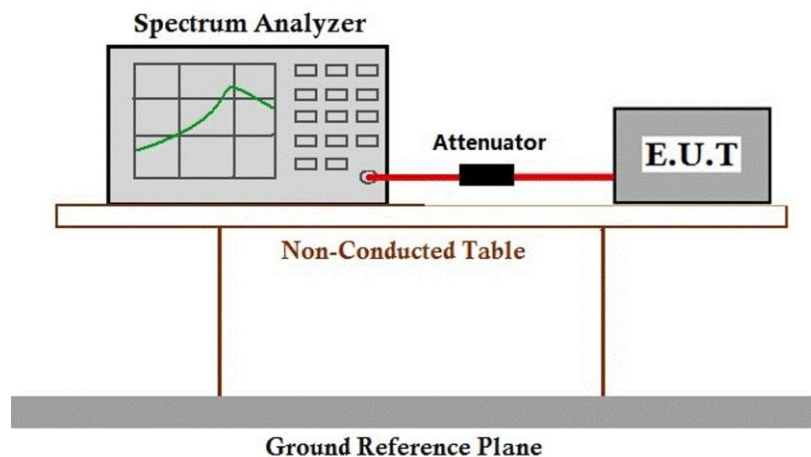 Spectrum Analyzer
Attenuator
E.U.T
Non-Conducted Table
Ground Reference Plane